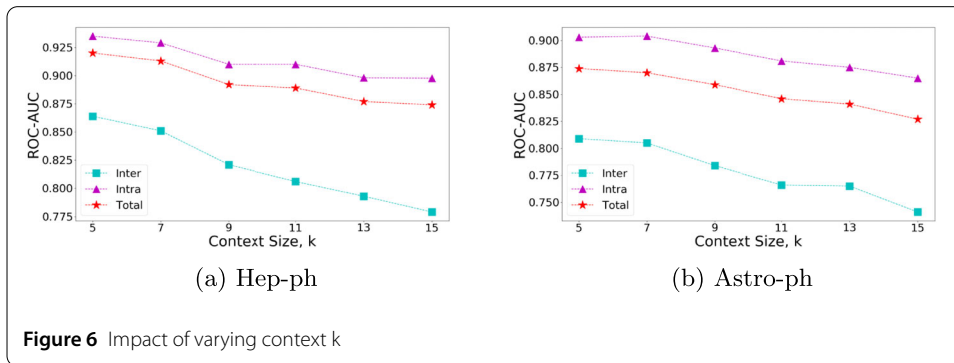 0.925
0.900
0.875
0.850
0.825
0.800
0.775
ROC-AUC
Inter
Intra
Total
5 7 9 11 13 15
Context Size, k
(a) Hep-ph
0.900
0.875
0.850
0.825
0.800
0.775
0.750
ROC-AUC
Inter
Intra
Total
5 7 9 11 13 15
Context Size, k
(b) Astro-ph
Figure 6 Impact of varying context k